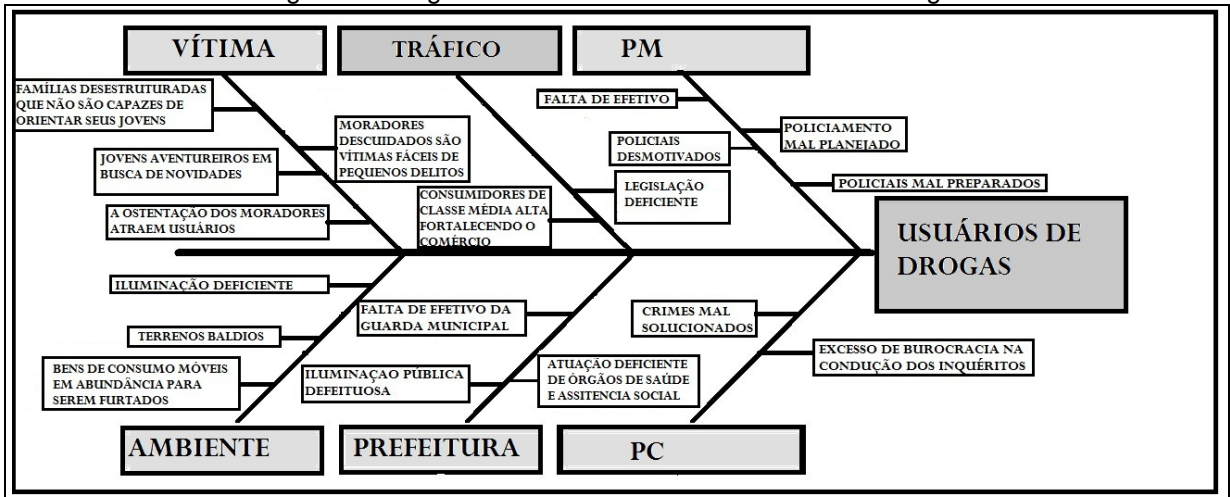 VÍTIMA
TRÁFICO
PM
FAMÍLIAS DESESTRUTURADAS
QUE NÃO SÃO CAPAZES DE
ORIENTAR SEUS JOVENS
JOVENS AVENTUREIROS EM
BUSCA DE NOVIDADES
A OSTENTAÇÃO DOS MORADORES
ATRAEM USUÁRIOS
MORADORES
DESCUIDADOS SÃO
VÍTIMAS FÁCEIS DE
PEQUENOS DELITOS
CONSUMIDORES DE
CLASSE MÉDIA ALTA
FORTALECENDO O
COMÉRCIO
LEGISLAÇÃO
DEFICIENTE
FALTA DE EFETIVO
POLICIAIS
DESMOTIVADOS
POLICIAMENTO
MAL PLANEJADO
POLICIAIS MAL PREPARADOS
USUÁRIOS DE
DROGAS
ILUMINAÇÃO DEFICIENTE
TERRENOS BALDIOS
BENS DE CONSUMO MÓVEIS
EM ABUNDÂNCIA PARA
SEREM FURTADOS
FALTA DE EFETIVO DA
GUARDA MUNICIPAL
ILUMINAÇAO PÚBLICA
DEFEITUOSA
ATUAÇÃO DEFICIENTE
DE ÓRGÃOS DE SAÚDE
E ASSITENCIA SOCIAL
CRIMES MAL
SOLUCIONADOS
EXCESSO DE BUROCRACIA NA
CONDUÇÃO DOS INQUÉRITOS
AMBIENTE
PREFEITURA
PC